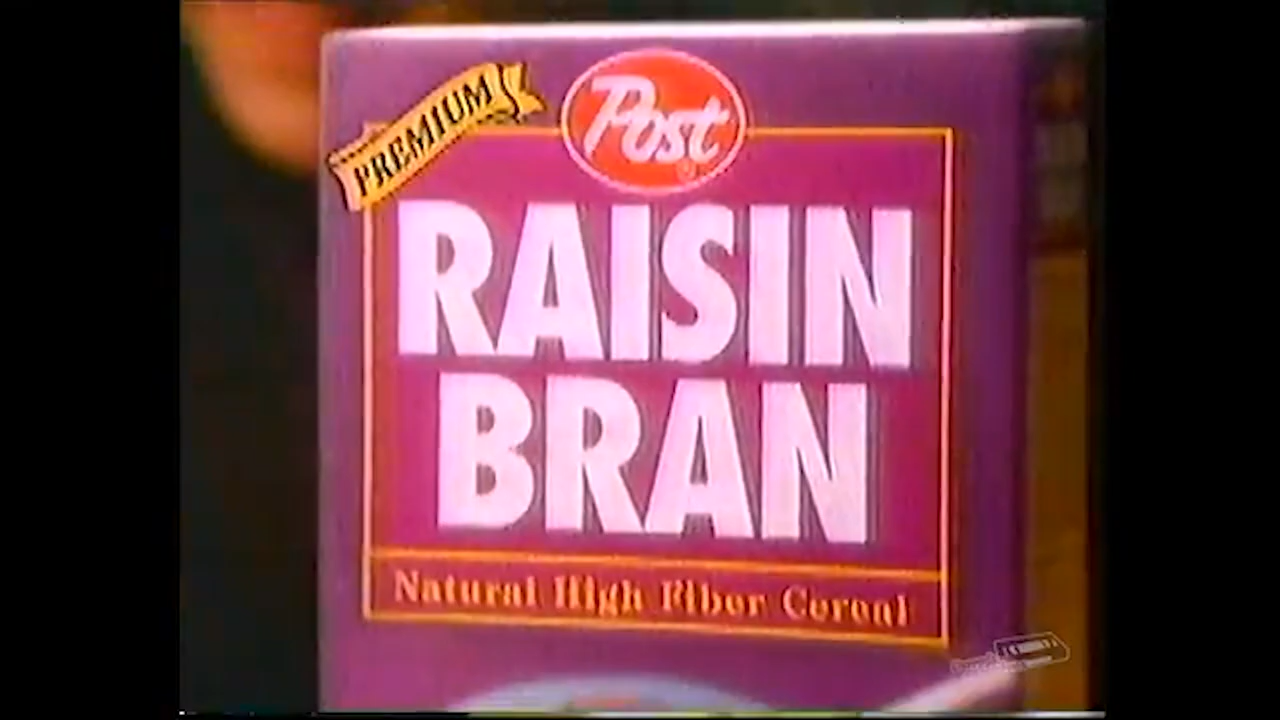 PREMIUM
Post
RAISIN
BRAN
Natural High Fiber Cereal